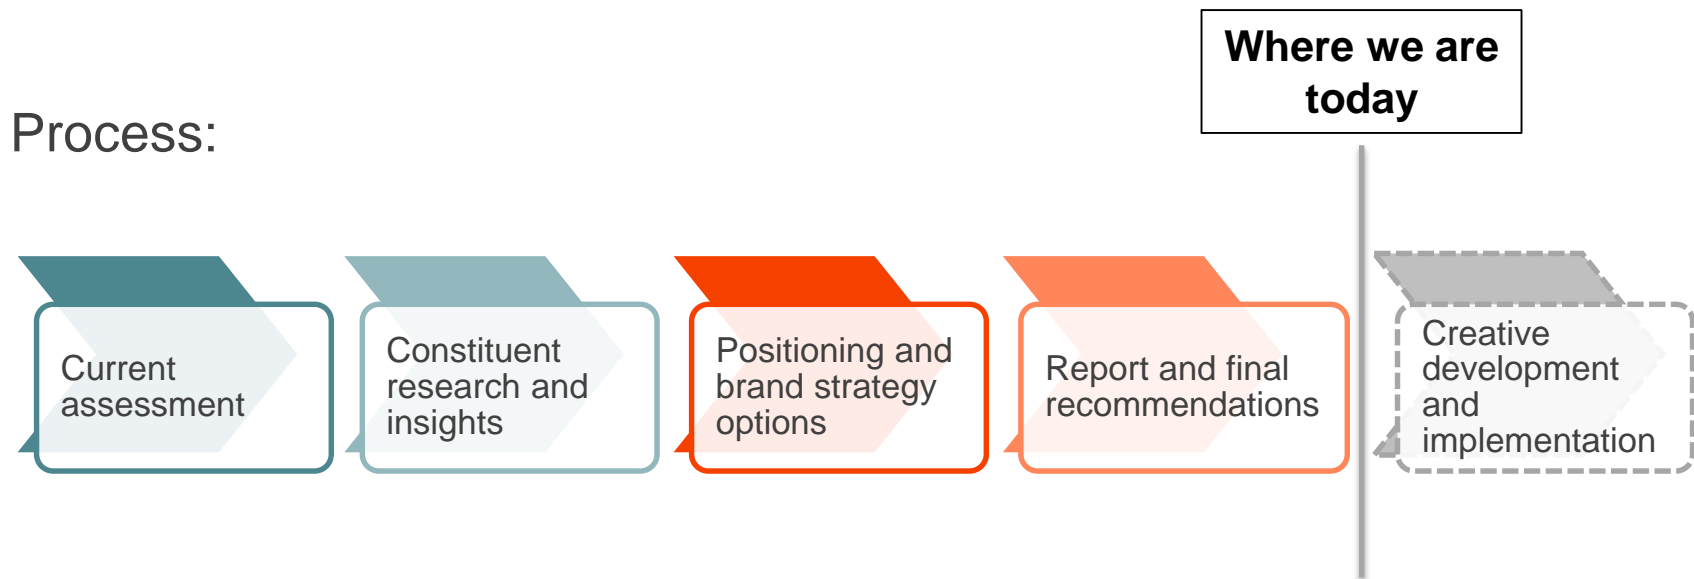 Where we are
today
Process:
Current
assessment
Constituent
research and
insights
Positioning and
brand strategy
options
Report and final
recommendations
Creative
development
and
implementation